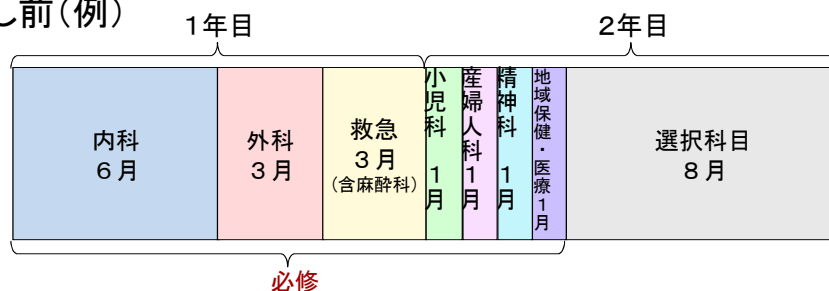 し前(例)
1年目
2年目
内科
6月
外科
3月
救急
3月
(含麻酔科)
小児科 1月
産婦人科1月
精神科 1月
地域保健・医療1月
選択科目
8月
必修